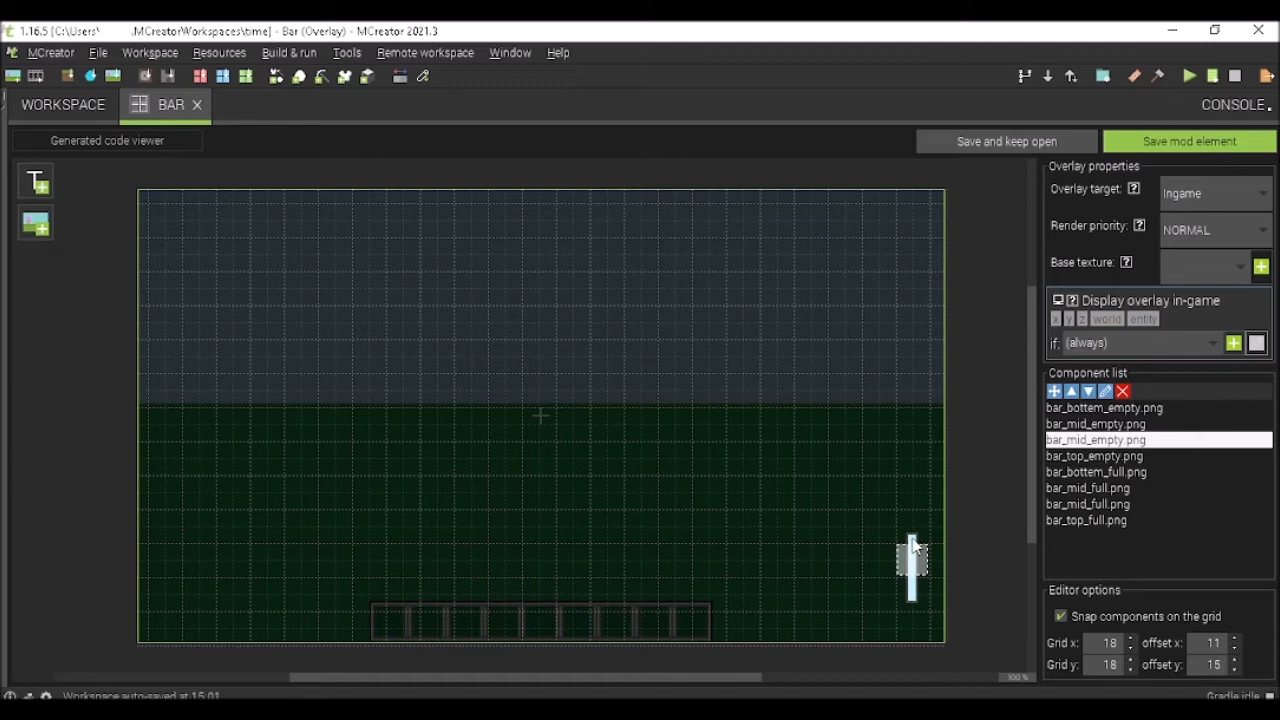 1.16.5 [C:\Users\ .MCreatorWorkspaces\time] - Bar (Overlay) - MCreator 2021.3
MCreator File Workspace Resources Build & run Tools Remote workspace Window Help
WORKSPACE BAR CONSOLE
Generated code viewer Save and keep open Save mod element
Overlay properties
Overlay target: ? Ingame
Render priority: ? NORMAL
Base texture: ?
? Display overlay in-game
x y z world entity
if: (always)
Component list
bar_bottem_empty.png
bar_mid_empty.png
bar_mid_empty.png
bar_top_empty.png
bar_bottem_full.png
bar_mid_full.png
bar_mid_full.png
bar_top_full.png
Editor options
Snap components on the grid
Grid x: 18 offset x: 11
Grid y: 18 offset y: 15
100 %
Workspace auto-saved at 15:01 Gradle idle